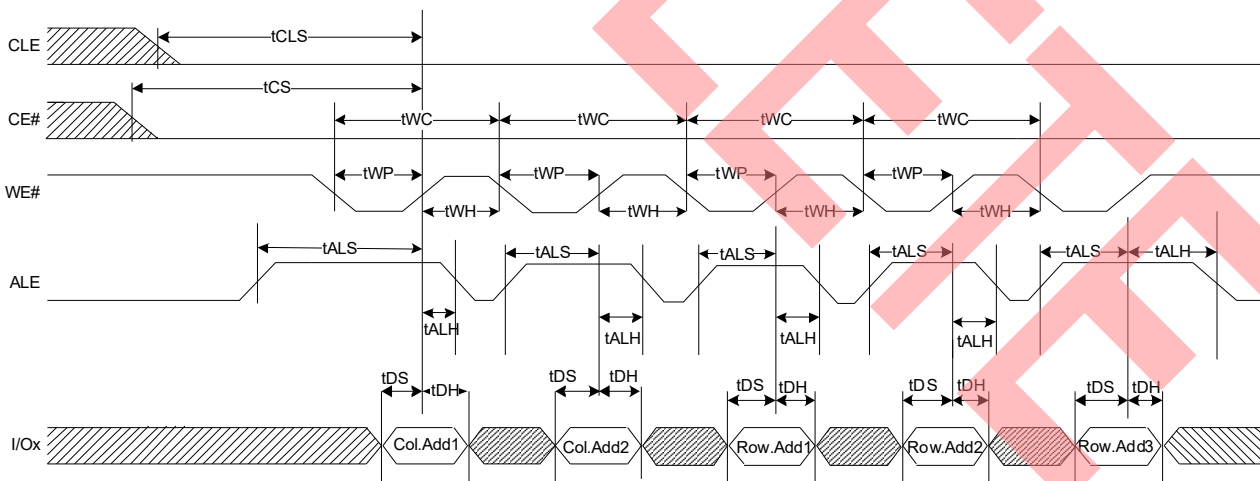 CLE
tCLS
tCS
CE#
tWC
tWC
tWC
tWC
WE#
tWP
tWP
tWP
tWP
tWH
tWH
tWH
tWH
ALE
tALS
tALS
tALS
tALS
tALS
tALH
tALH
tALH
tALH
tALH
tDS
tDH
tDS
tDH
tDS
tDH
tDS
tDH
tDS
tDH
I/Ox
Col.Add1
Col.Add2
Row.Add1
Row.Add2
Row.Add3